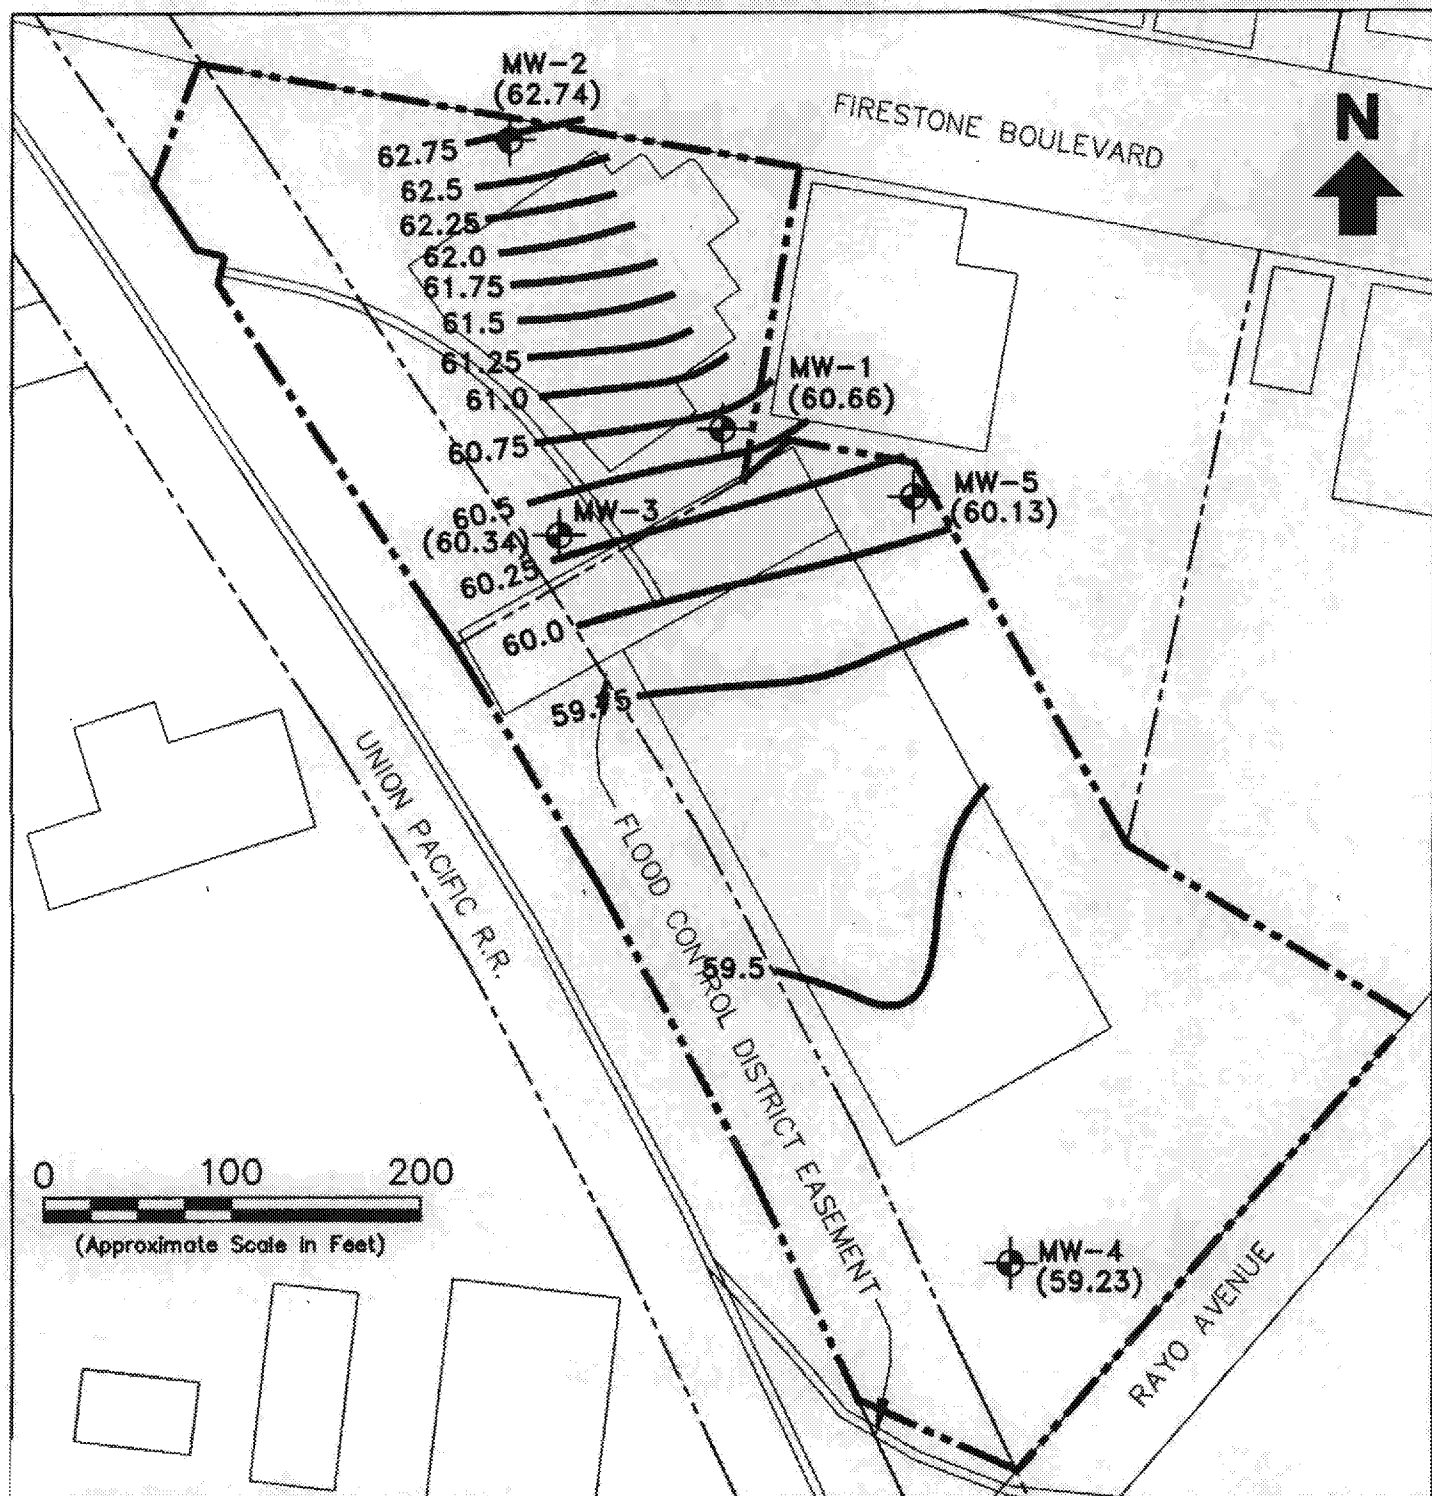 MW-2
(62.74)
FIRESTONE BOULEVARD
N
62.75
62.5
62.25
62.0
61.75
61.5
61.25
61.0
MW-1
(60.66)
60.75
60.5
MW-3
(60.34)
MW-5
(60.13)
60.25
60.0
59.75
UNION PACIFIC R.R.
FLOOD CONTROL DISTRICT EASEMENT
59.5
0 100 200
(Approximate Scale in Feet)
MW-4
(59.23)
RAYO AVENUE